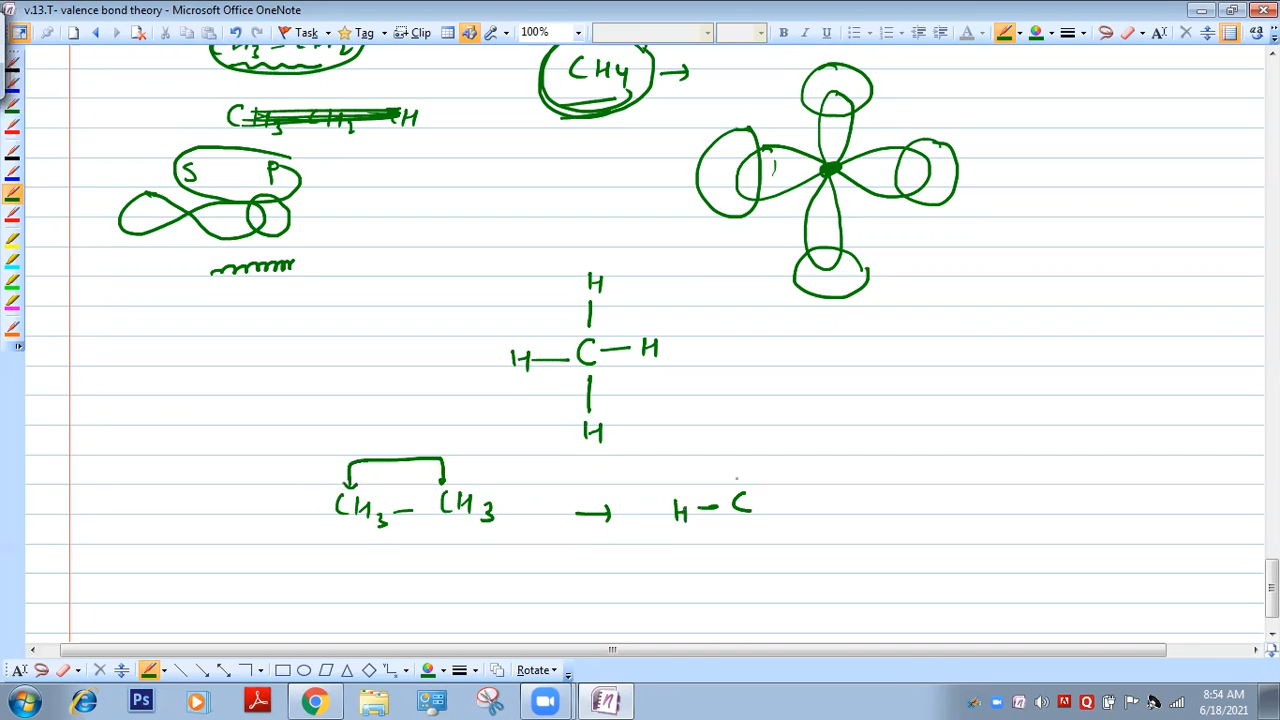 v.13.T- valence bond theory - Microsoft Office OneNote
Task Tag Clip 100% B I U A
CH4 →
S P
H
H — C — H
H
CH3 – CH3 → H – C
Rotate
Ps
8:54 AM
6/18/2021